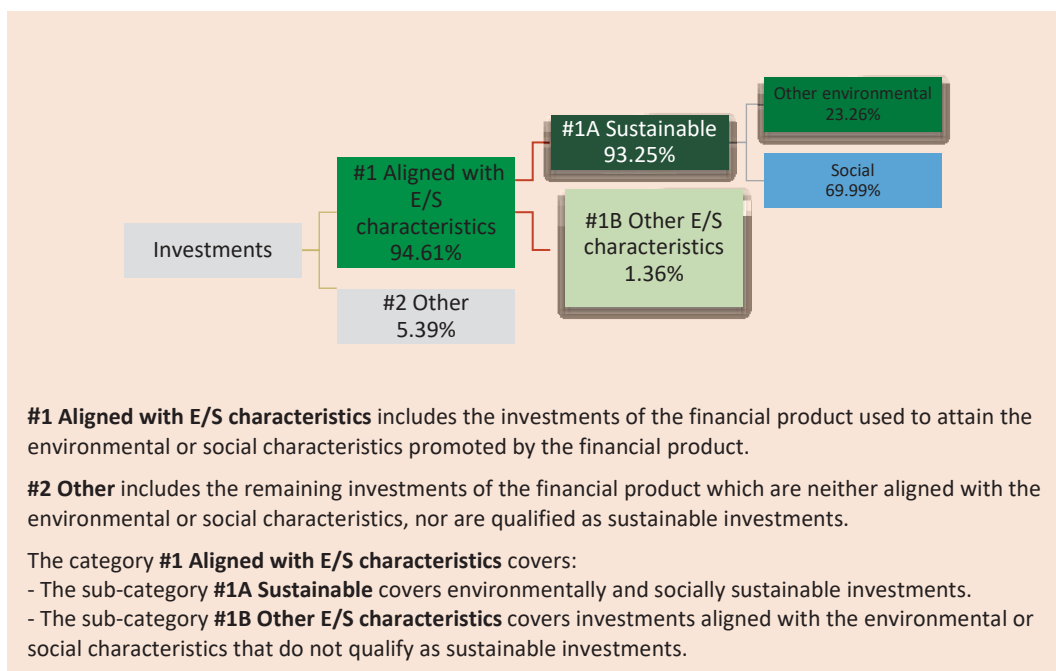 Investments
#1 Aligned with
E/S
characteristics
94.61%
#2 Other
5.39%
#1A Sustainable
93.25%
#1B Other E/S
characteristics
1.36%
Other environmental
23.26%
Social
69.99%
#1 Aligned with E/S characteristics includes the investments of the financial product used to attain the
environmental or social characteristics promoted by the financial product.
#2 Other includes the remaining investments of the financial product which are neither aligned with the
environmental or social characteristics, nor are qualified as sustainable investments.
The category #1 Aligned with E/S characteristics covers:
- The sub-category #1A Sustainable covers environmentally and socially sustainable investments.
- The sub-category #1B Other E/S characteristics covers investments aligned with the environmental or
social characteristics that do not qualify as sustainable investments.